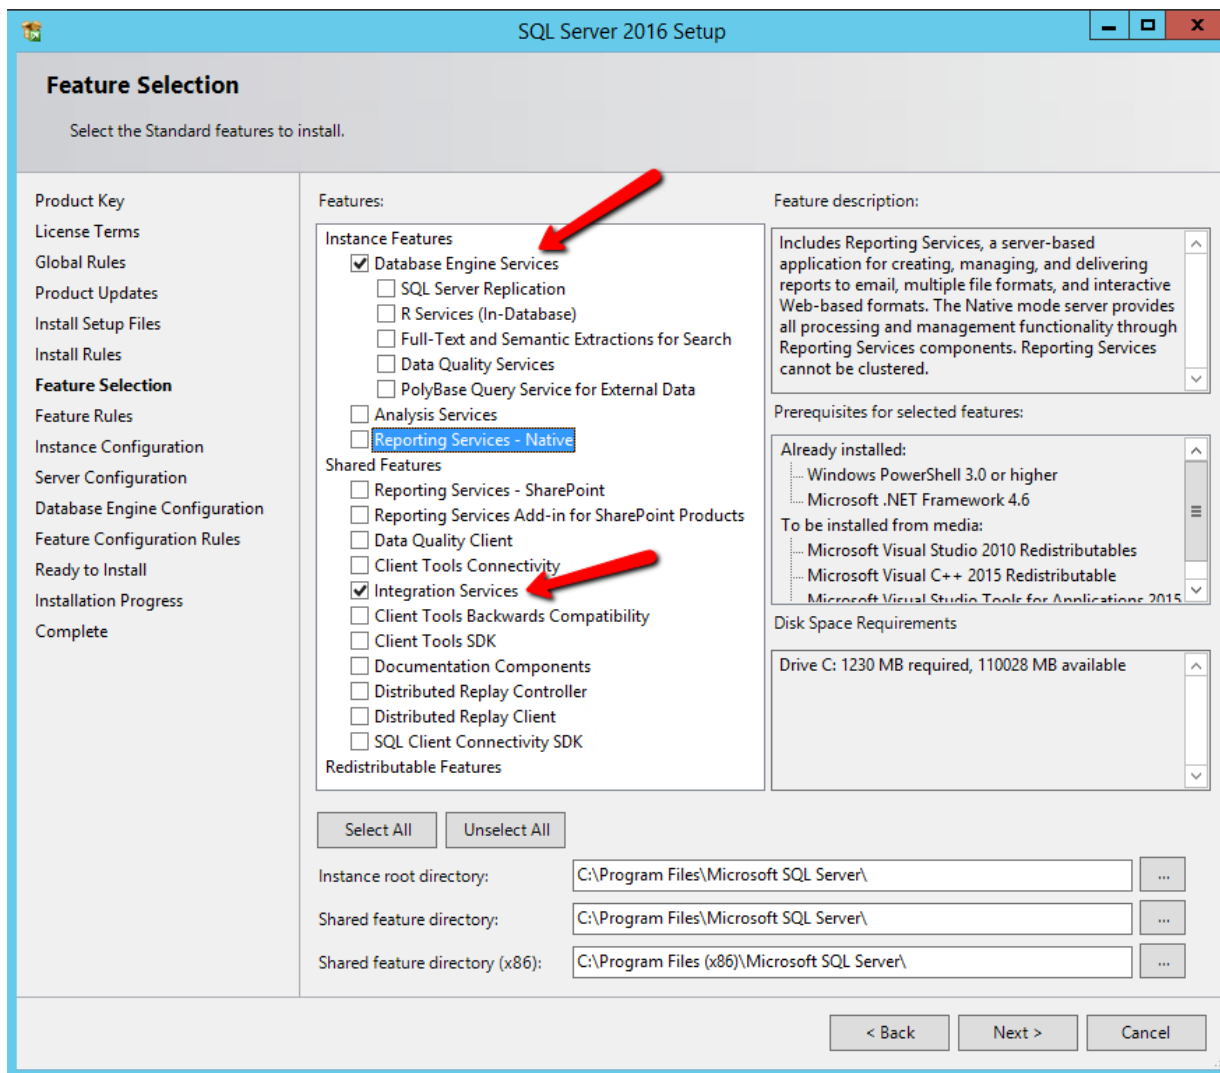 SQL Server 2016 Setup
Feature Selection
Select the Standard features to install.
Product Key
License Terms
Global Rules
Product Updates
Install Setup Files
Install Rules
Feature Selection
Feature Rules
Instance Configuration
Server Configuration
Database Engine Configuration
Feature Configuration Rules
Ready to Install
Installation Progress
Complete
Features:
Instance Features
Database Engine Services
SQL Server Replication
R Services (In-Database)
Full-Text and Semantic Extractions for Search
Data Quality Services
PolyBase Query Service for External Data
Analysis Services
Reporting Services - Native
Shared Features
Reporting Services - SharePoint
Reporting Services Add-in for SharePoint Products
Data Quality Client
Client Tools Connectivity
Integration Services
Client Tools Backwards Compatibility
Client Tools SDK
Documentation Components
Distributed Replay Controller
Distributed Replay Client
SQL Client Connectivity SDK
Redistributable Features
Feature description:
Includes Reporting Services, a server-based
application for creating, managing, and delivering
reports to email, multiple file formats, and interactive
Web-based formats. The Native mode server provides
all processing and management functionality through
Reporting Services components. Reporting Services
cannot be clustered.
Prerequisites for selected features:
Already installed:
Windows PowerShell 3.0 or higher
Microsoft .NET Framework 4.6
To be installed from media:
Microsoft Visual Studio 2010 Redistributables
Microsoft Visual C++ 2015 Redistributable
Microsoft Visual Studio Tools for Applications 2015
Disk Space Requirements
Drive C: 1230 MB required, 110028 MB available
Select All
Unselect All
Instance root directory:
C:\Program Files\Microsoft SQL Server\
...
Shared feature directory:
C:\Program Files\Microsoft SQL Server\
...
Shared feature directory (x86):
C:\Program Files (x86)\Microsoft SQL Server\
...
< Back
Next >
Cancel